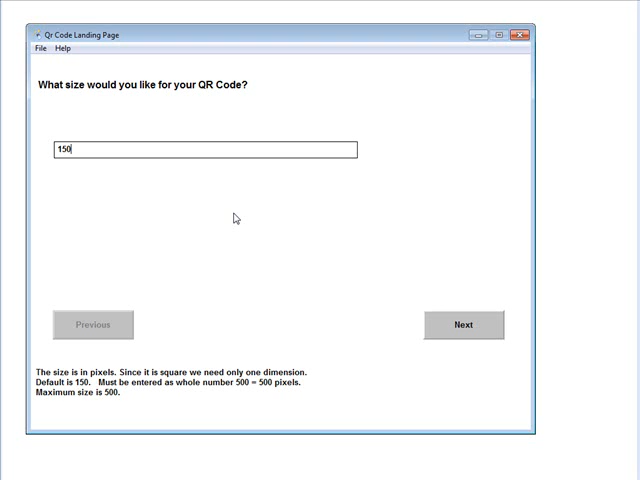 Qr Code Landing Page
File Help
What size would you like for your QR Code?
150
Previous
Next
The size is in pixels. Since it is square we need only one dimension.
Default is 150. Must be entered as whole number 500 = 500 pixels.
Maximum size is 500.